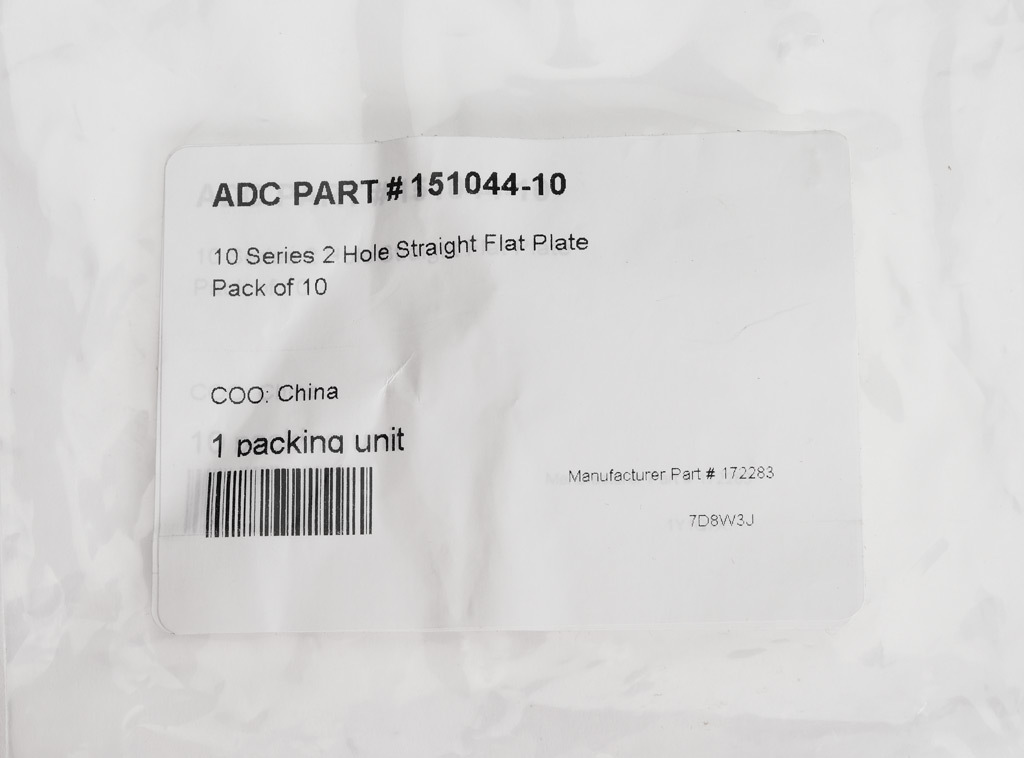 ADC PART # 151044-10
10 Series 2 Hole Straight Flat Plate
Pack of 10
COO: China
1 packing unit
Manufacturer Part # 172283
7D8W3J